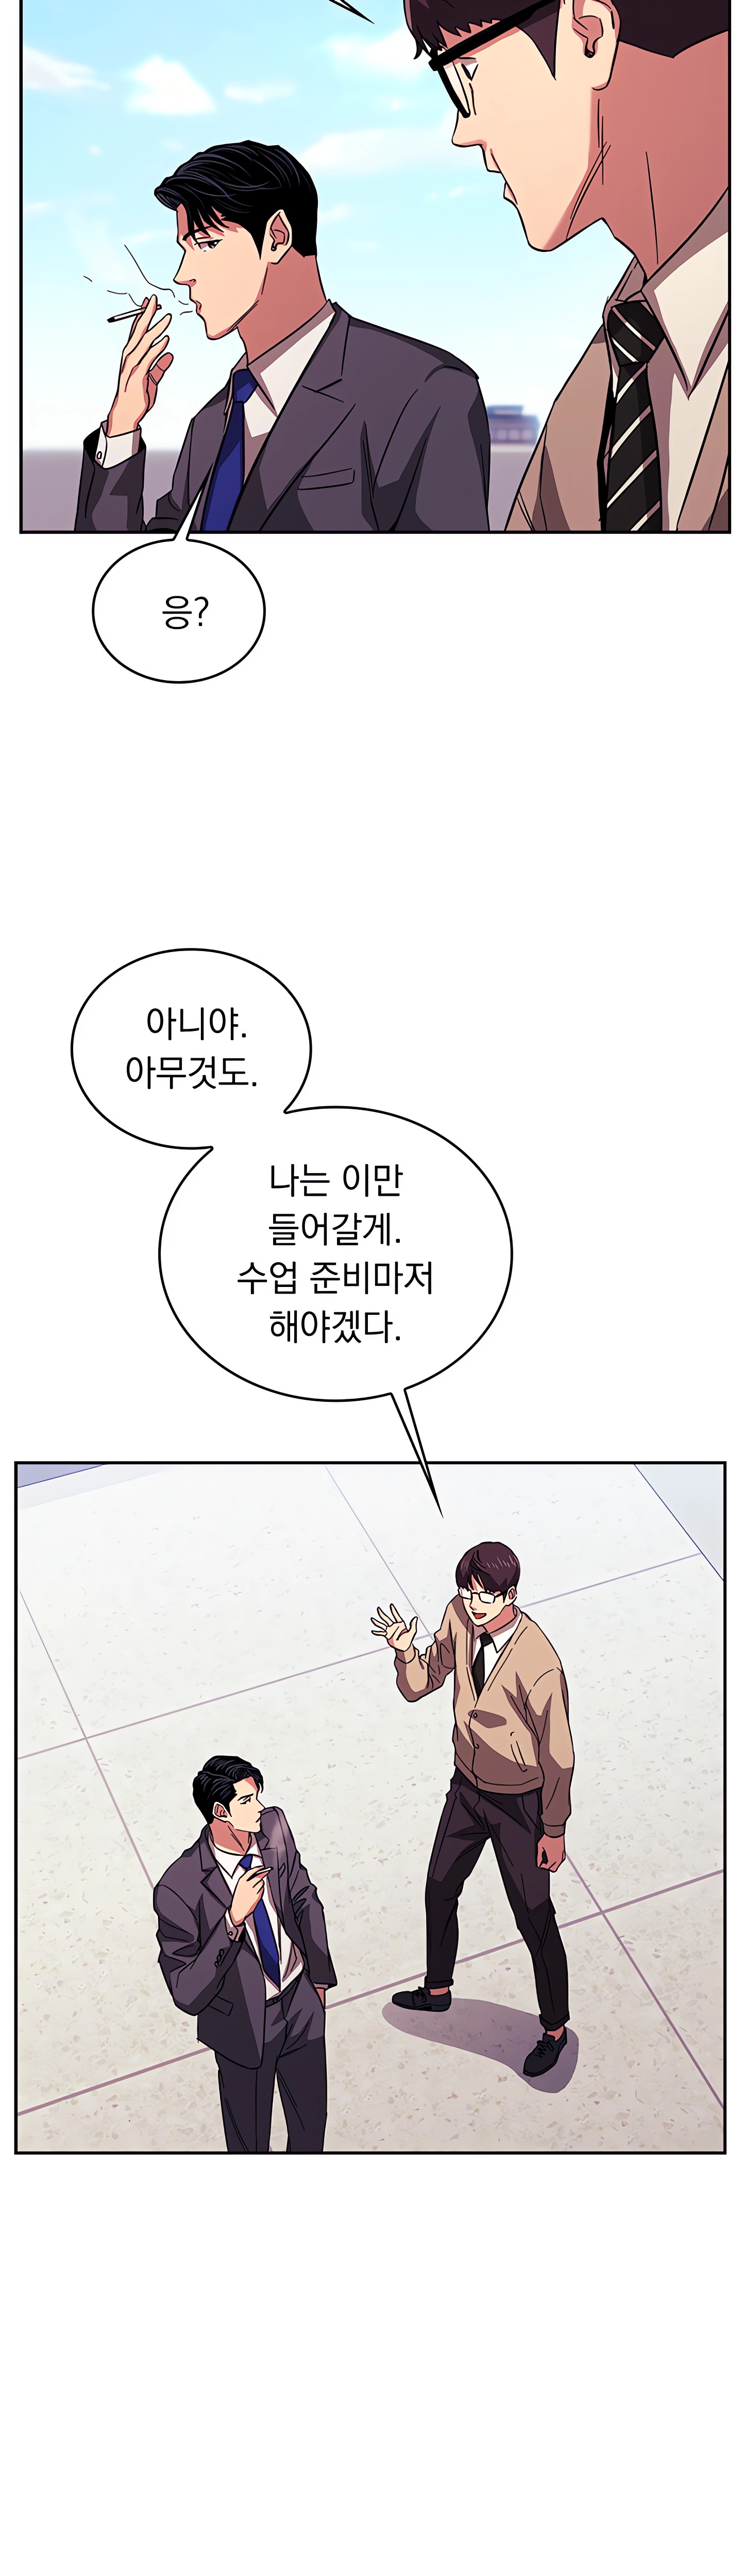 응?
아니야.
아무것도.
나는 이만
들어갈게.
수업 준비마저
해야겠다.